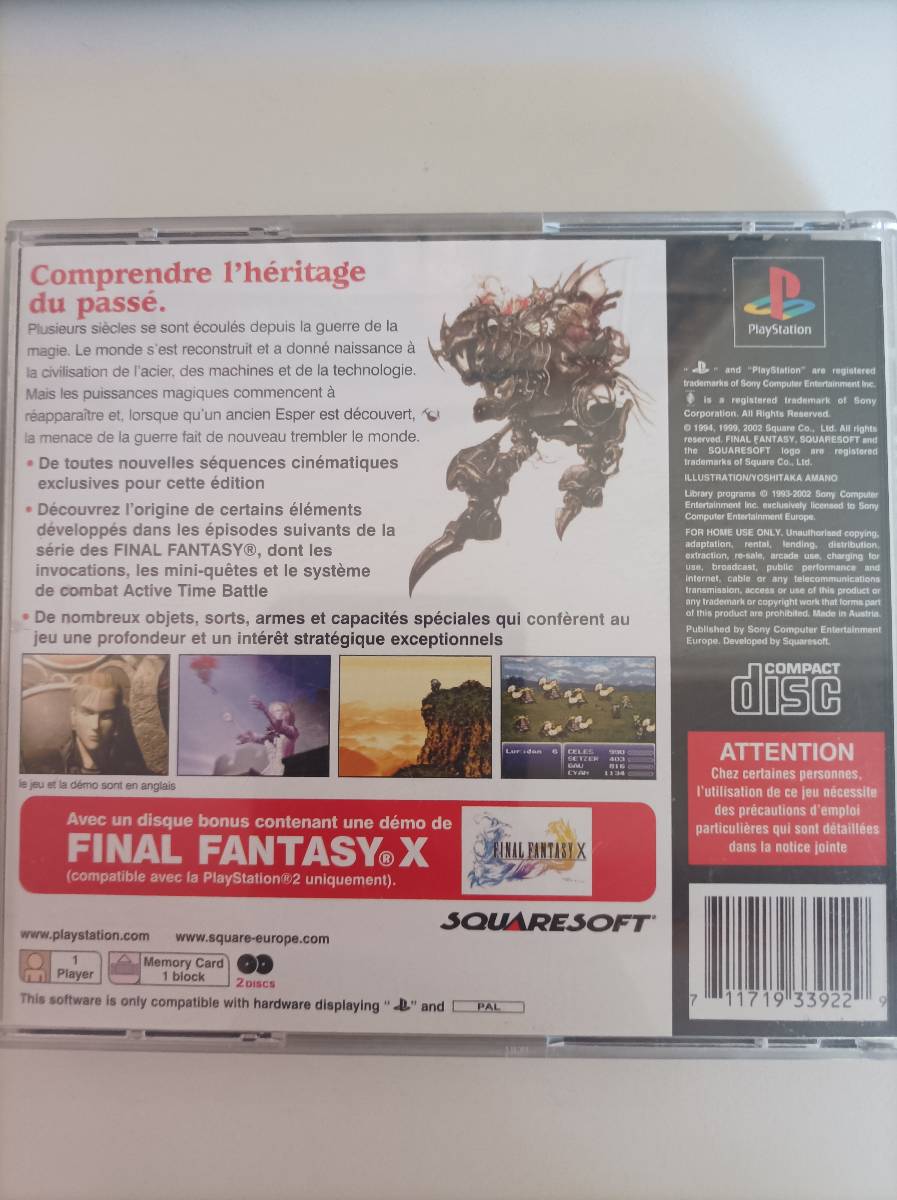 Comprendre l'héritage
du passé.
Plusieurs siècles se sont écoulés depuis la guerre de la
magie. Le monde s'est reconstruit et a donné naissance à
la civilisation de l'acier, des machines et de la technologie.
Mais les puissances magiques commencent à
réapparaître et, lorsque qu'un ancien Esper est découvert,
la menace de la guerre fait de nouveau trembler le monde.
• De toutes nouvelles séquences cinématiques
exclusives pour cette édition
• Découvrez l'origine de certains éléments
développés dans les épisodes suivants de la
série des FINAL FANTASY®, dont les
invocations, les mini-quêtes et le système
de combat Active Time Battle
• De nombreux objets, sorts, armes et capacités spéciales qui confèrent au
jeu une profondeur et un intérêt stratégique exceptionnels
Luridan 6
CELES 990
SETZER 403
GAU 816
CYAN 1134
le jeu et la démo sont en anglais
Avec un disque bonus contenant une démo de
FINAL FANTASY® X
(compatible avec la PlayStation®2 uniquement).
FINAL FANTASY X
SQUARESOFT®
www.playstation.com www.square-europe.com
1
Player
Memory Card
1 block
2 DISCS
This software is only compatible with hardware displaying " " and PAL
PlayStation
" " and "PlayStation" are registered
trademarks of Sony Computer Entertainment Inc.
is a registered trademark of Sony
Corporation. All Rights Reserved.
© 1994, 1999, 2002 Square Co., Ltd. All rights
reserved. FINAL FANTASY, SQUARESOFT and
the SQUARESOFT logo are registered
trademarks of Square Co., Ltd.
ILLUSTRATION/YOSHITAKA AMANO
Library programs © 1993-2002 Sony Computer
Entertainment Inc. exclusively licensed to Sony
Computer Entertainment Europe.
FOR HOME USE ONLY. Unauthorised copying,
adaptation, rental, lending, distribution,
extraction, re-sale, arcade use, charging for
use, broadcast, public performance and
internet, cable or any telecommunications
transmission, access or use of this product or
any trademark or copyright work that forms part
of this product are prohibited. Made in Austria.
Published by Sony Computer Entertainment
Europe. Developed by Squaresoft.
COMPACT
disc
ATTENTION
Chez certaines personnes,
l'utilisation de ce jeu nécessite
des précautions d'emploi
particulières qui sont détaillées
dans la notice jointe
7 11719 33922 9